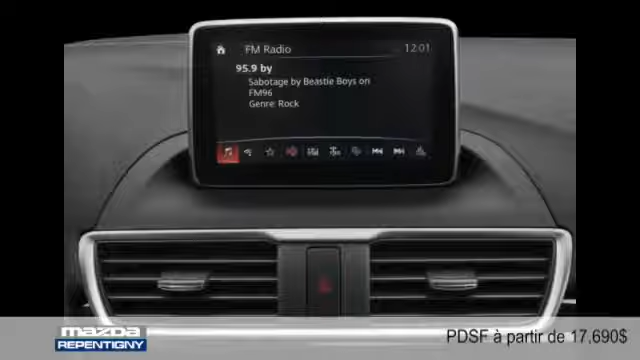 FM Radio
12:01
95.9 by
Sabotage by Beastie Boys on
FM96
Genre: Rock
mazda
REPENTIGNY
PDSF à partir de 17,690$